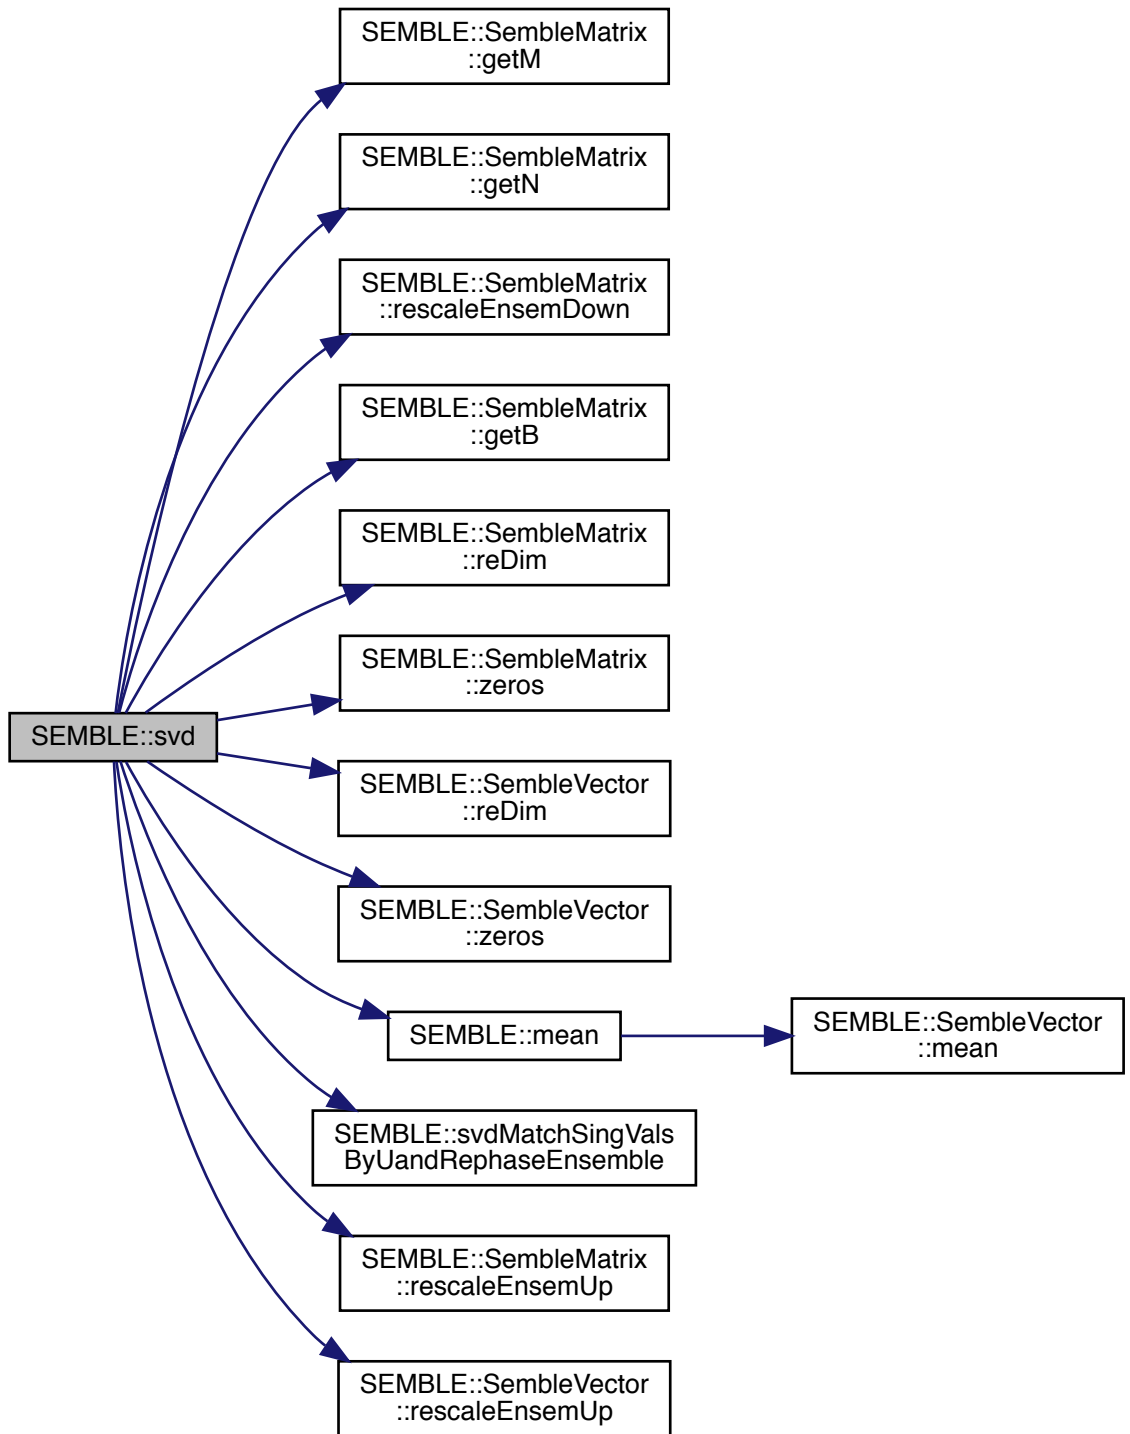 SEMBLE::SembleMatrix
::getM
SEMBLE::SembleMatrix
::getN
SEMBLE::SembleMatrix
::rescaleEnsemDown
SEMBLE::SembleMatrix
::getB
SEMBLE::SembleMatrix
::reDim
SEMBLE::SembleMatrix
::zeros
SEMBLE::svd
SEMBLE::SembleVector
::reDim
SEMBLE::SembleVector
::zeros
SEMBLE::mean
SEMBLE::SembleVector
::mean
SEMBLE::svdMatchSingVals
ByUandRephaseEnsemble
SEMBLE::SembleMatrix
::rescaleEnsemUp
SEMBLE::SembleVector
::rescaleEnsemUp